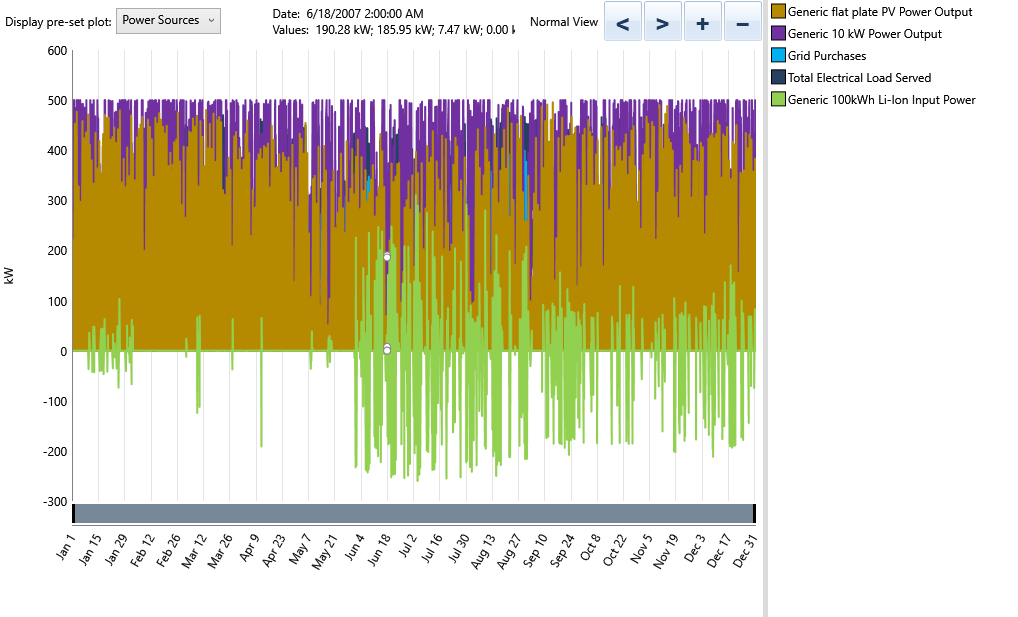 Display pre-set plot: Power Sources
Date: 6/18/2007 2:00:00 AM
Values: 190.28 kW; 185.95 kW; 7.47 kW; 0.00
Normal View < > + −
Generic flat plate PV Power Output
Generic 10 kW Power Output
Grid Purchases
Total Electrical Load Served
Generic 100kWh Li-Ion Input Power
kW
600
500
400
300
200
100
0
-100
-200
-300
Jan 1
Jan 15
Jan 29
Feb 12
Feb 26
Mar 12
Mar 26
Apr 9
Apr 23
May 7
May 21
Jun 4
Jun 18
Jul 2
Jul 16
Jul 30
Aug 13
Aug 27
Sep 10
Sep 24
Oct 8
Oct 22
Nov 5
Nov 19
Dec 3
Dec 17
Dec 31